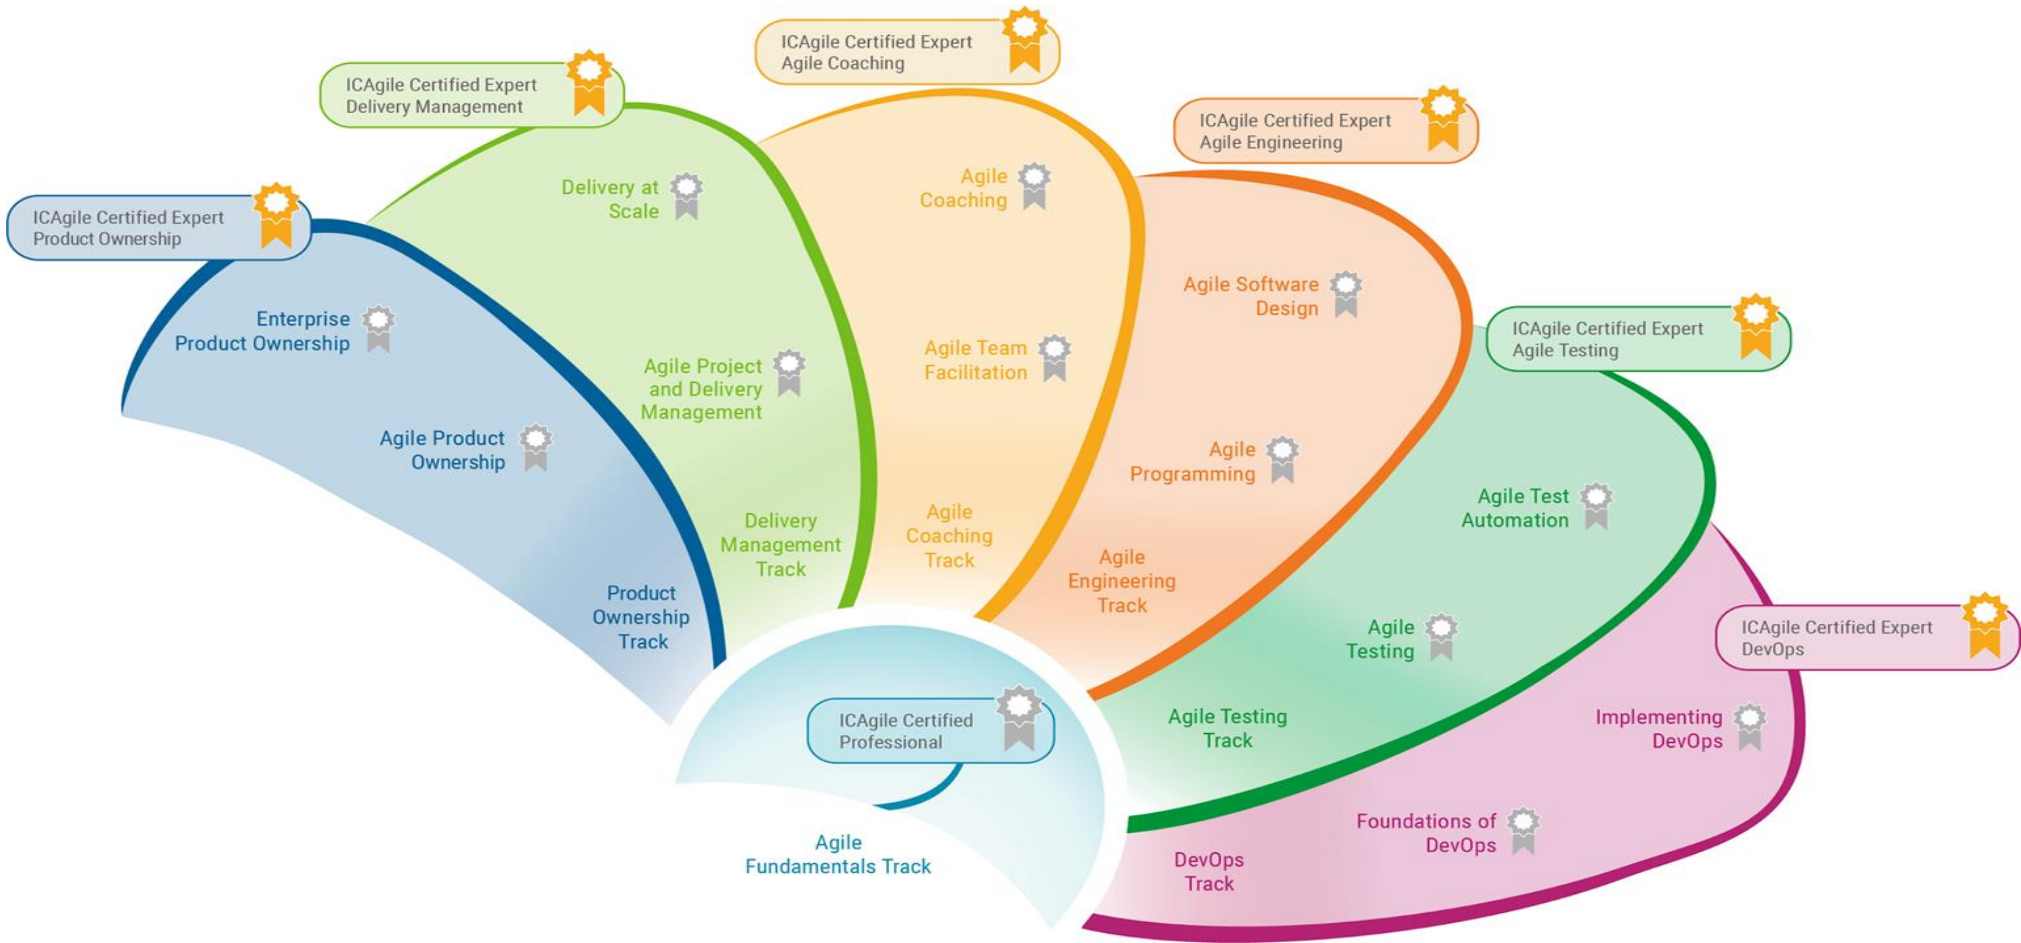 ICAgile Certified Expert
Product Ownership
Enterprise
Product Ownership
Agile Product
Ownership
Product
Ownership
Track
ICAgile Certified Expert
Delivery Management
Delivery at
Scale
Agile Project
and Delivery
Management
Delivery
Management
Track
ICAgile Certified Expert
Agile Coaching
Agile
Coaching
Agile Team
Facilitation
Agile
Coaching
Track
ICAgile Certified Expert
Agile Engineering
Agile Software
Design
Agile
Programming
Agile
Engineering
Track
ICAgile Certified Expert
Agile Testing
Agile Test
Automation
Agile
Testing
Agile Testing
Track
ICAgile Certified Expert
DevOps
Implementing
DevOps
Foundations of
DevOps
DevOps
Track
ICAgile Certified
Professional
Agile
Fundamentals Track